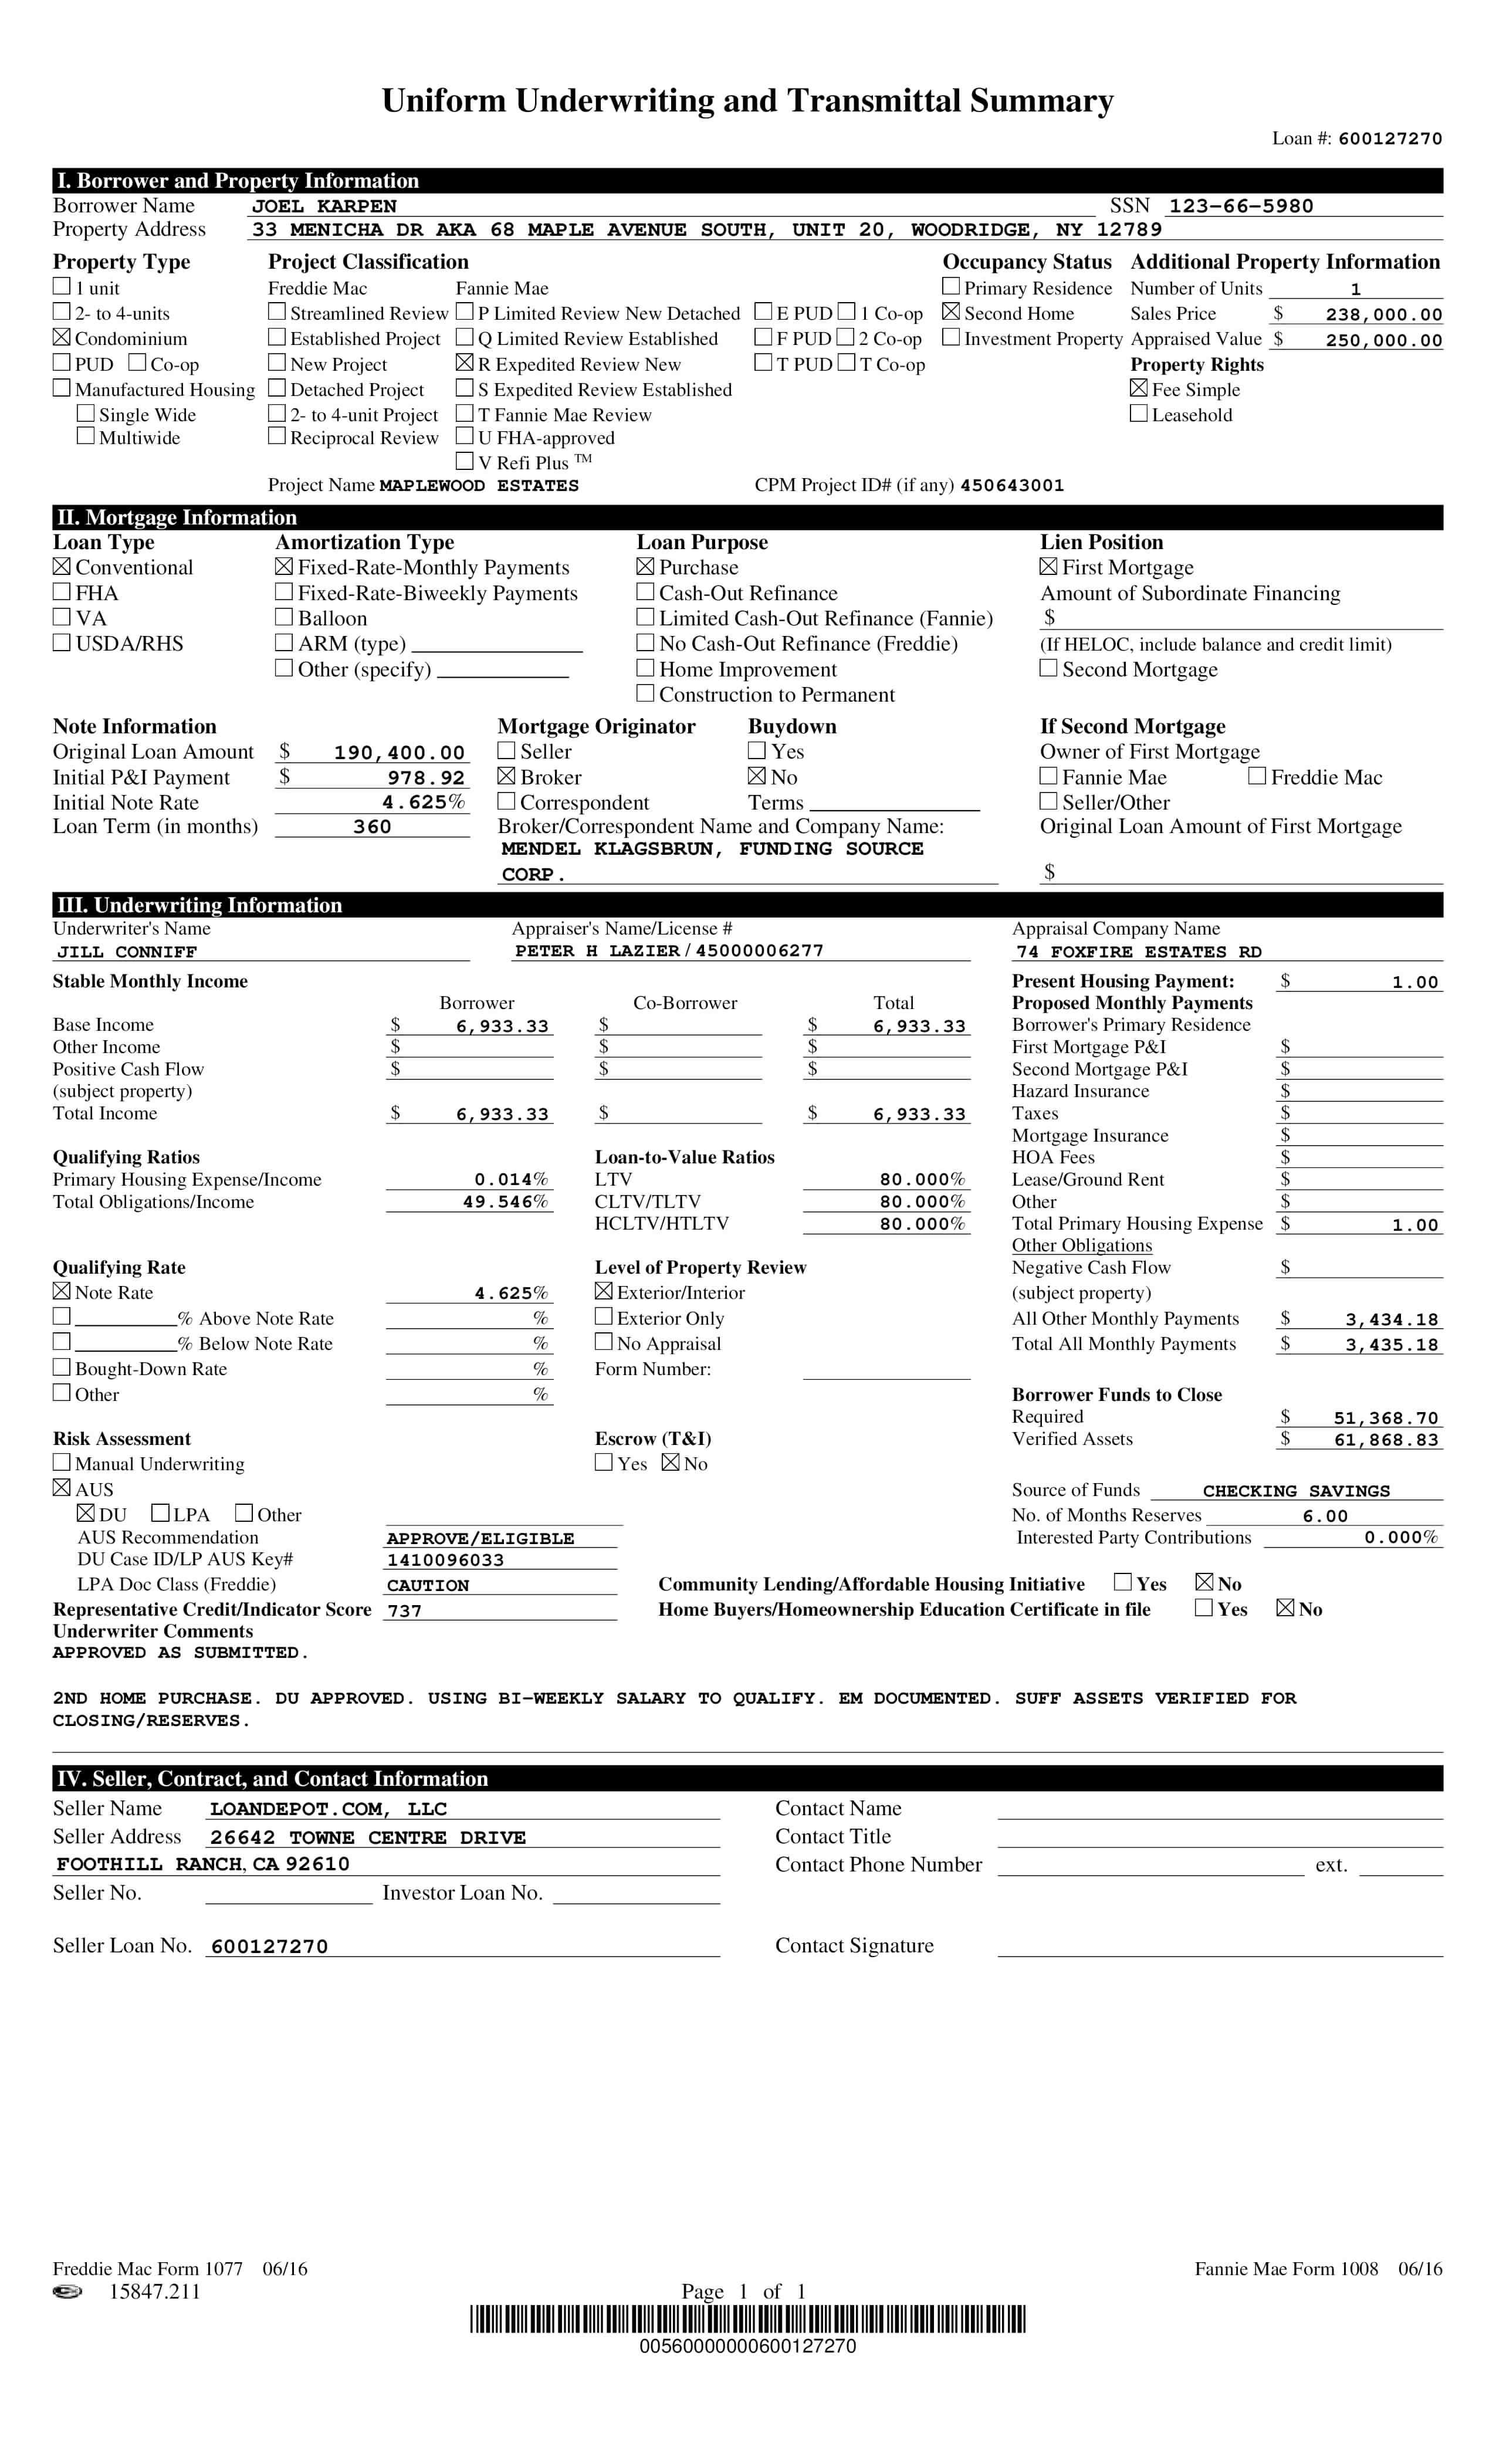 Uniform Underwriting and Transmittal Summary
Loan #: 600127270
I. Borrower and Property Information
Borrower Name JOEL KARPEN SSN 123-66-5980
Property Address 33 MENICHA DR AKA 68 MAPLE AVENUE SOUTH, UNIT 20, WOODRIDGE, NY 12789
Property Type Project Classification Occupancy Status Additional Property Information
1 unit Freddie Mac Fannie Mae Primary Residence Number of Units 1
2- to 4-units Streamlined Review P Limited Review New Detached E PUD 1 Co-op Second Home Sales Price $ 238,000.00
Condominium Established Project Q Limited Review Established F PUD 2 Co-op Investment Property Appraised Value $ 250,000.00
PUD Co-op New Project R Expedited Review New T PUD T Co-op Property Rights
Manufactured Housing Detached Project S Expedited Review Established Fee Simple
Single Wide 2- to 4-unit Project T Fannie Mae Review Leasehold
Multiwide Reciprocal Review U FHA-approved
V Refi Plus TM
Project Name MAPLEWOOD ESTATES CPM Project ID# (if any) 450643001
II. Mortgage Information
Loan Type Amortization Type Loan Purpose Lien Position
Conventional Fixed-Rate-Monthly Payments Purchase First Mortgage
FHA Fixed-Rate-Biweekly Payments Cash-Out Refinance Amount of Subordinate Financing
VA Balloon Limited Cash-Out Refinance (Fannie) $
USDA/RHS ARM (type) No Cash-Out Refinance (Freddie) (If HELOC, include balance and credit limit)
Other (specify) Home Improvement Second Mortgage
Construction to Permanent
Note Information Mortgage Originator Buydown If Second Mortgage
Original Loan Amount $ 190,400.00 Seller Yes Owner of First Mortgage
Initial P&I Payment $ 978.92 Broker No Fannie Mae Freddie Mac
Initial Note Rate 4.625% Correspondent Terms Seller/Other
Loan Term (in months) 360 Broker/Correspondent Name and Company Name: Original Loan Amount of First Mortgage
MENDEL KLAGSBRUN, FUNDING SOURCE
CORP. $
III. Underwriting Information
Underwriter's Name Appraiser's Name/License # Appraisal Company Name
JILL CONNIFF PETER H LAZIER / 45000006277 74 FOXFIRE ESTATES RD
Stable Monthly Income Present Housing Payment: $ 1.00
Borrower Co-Borrower Total Proposed Monthly Payments
Base Income $ 6,933.33 $ $ 6,933.33 Borrower's Primary Residence
Other Income $ $ $ First Mortgage P&I $
Positive Cash Flow $ $ $ Second Mortgage P&I $
(subject property) Hazard Insurance $
Total Income $ 6,933.33 $ $ 6,933.33 Taxes $
Mortgage Insurance $
Qualifying Ratios Loan-to-Value Ratios HOA Fees $
Primary Housing Expense/Income 0.014% LTV 80.000% Lease/Ground Rent $
Total Obligations/Income 49.546% CLTV/TLTV 80.000% Other $
HCLTV/HTLTV 80.000% Total Primary Housing Expense $ 1.00
Other Obligations
Qualifying Rate Level of Property Review Negative Cash Flow $
Note Rate 4.625% Exterior/Interior (subject property)
% Above Note Rate % Exterior Only All Other Monthly Payments $ 3,434.18
% Below Note Rate % No Appraisal Total All Monthly Payments $ 3,435.18
Bought-Down Rate % Form Number:
Other % Borrower Funds to Close
Required $ 51,368.70
Risk Assessment Escrow (T&I) Verified Assets $ 61,868.83
Manual Underwriting Yes No
AUS Source of Funds CHECKING SAVINGS
DU LPA Other No. of Months Reserves 6.00
AUS Recommendation APPROVE/ELIGIBLE Interested Party Contributions 0.000%
DU Case ID/LP AUS Key# 1410096033
LPA Doc Class (Freddie) CAUTION Community Lending/Affordable Housing Initiative Yes No
Representative Credit/Indicator Score 737 Home Buyers/Homeownership Education Certificate in file Yes No
Underwriter Comments
APPROVED AS SUBMITTED.
2ND HOME PURCHASE. DU APPROVED. USING BI-WEEKLY SALARY TO QUALIFY. EM DOCUMENTED. SUFF ASSETS VERIFIED FOR
CLOSING/RESERVES.
IV. Seller, Contract, and Contact Information
Seller Name LOANDEPOT.COM, LLC Contact Name
Seller Address 26642 TOWNE CENTRE DRIVE Contact Title
FOOTHILL RANCH, CA 92610 Contact Phone Number ext.
Seller No. Investor Loan No.
Seller Loan No. 600127270 Contact Signature
Freddie Mac Form 1077 06/16 Fannie Mae Form 1008 06/16
15847.211 Page 1 of 1
00560000000600127270